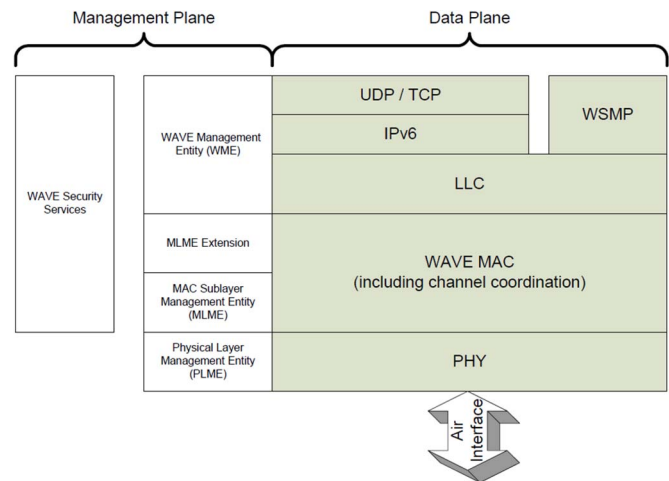 Management Plane
Data Plane
WAVE Security
Services
WAVE Management
Entity (WME)
UDP / TCP
IPv6
WSMP
LLC
MLME Extension
MAC Sublayer
Management Entity
(MLME)
WAVE MAC
(including channel coordination)
Physical Layer
Management Entity
(PLME)
PHY
Air
Interface